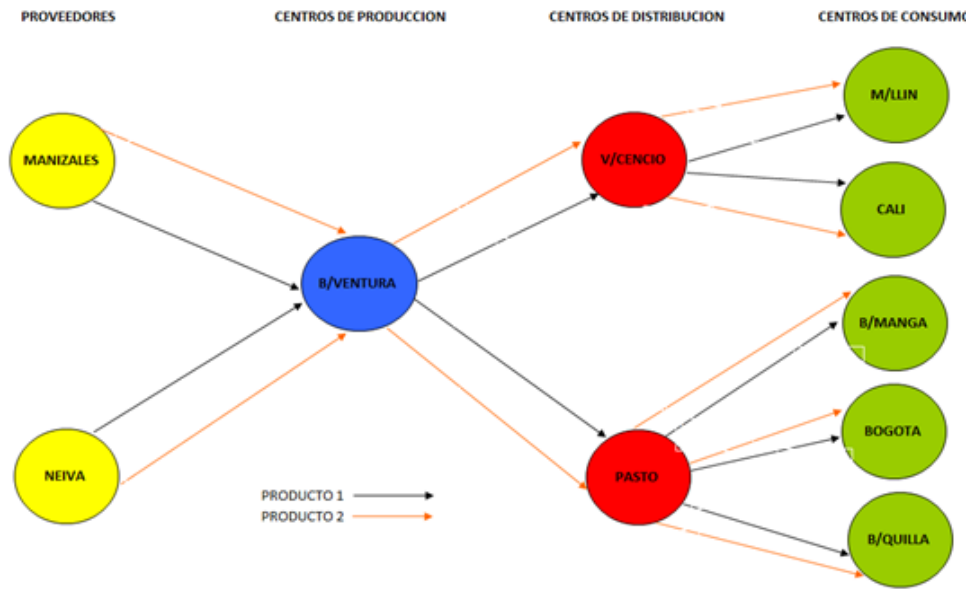 PROVEEDORES
CENTROS DE PRODUCCION
CENTROS DE DISTRIBUCION
CENTROS DE CONSUMO
M/LLIN
MANIZALES
V/CENCIO
CALI
B/VENTURA
B/MANGA
BOGOTA
NEIVA
PASTO
PRODUCTO 1
PRODUCTO 2
B/QUILLA